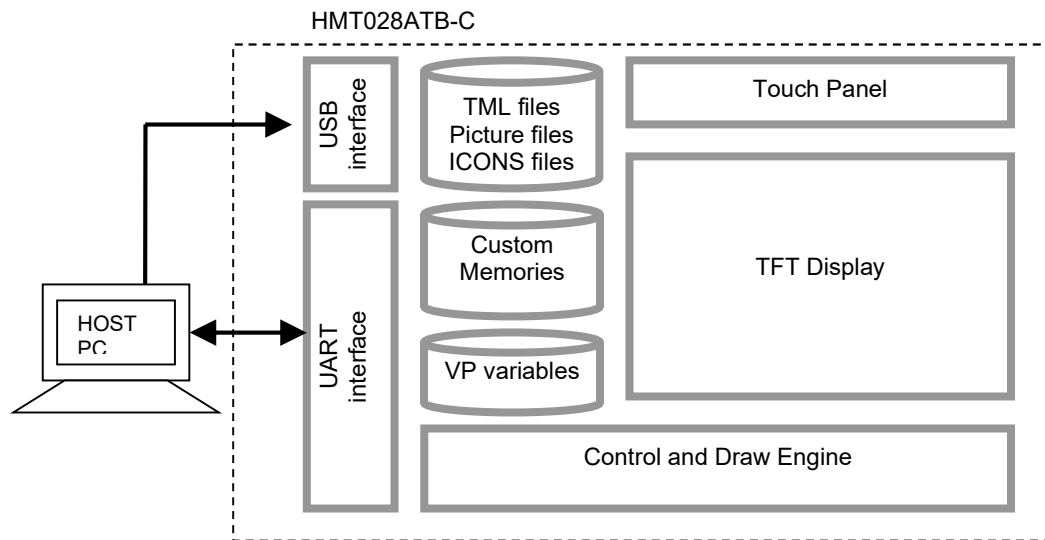 HMT028ATB-C
USB
interface
TML files
Picture files
ICONS files
Touch Panel
Custom
Memories
TFT Display
HOST
PC
UART
interface
VP variables
Control and Draw Engine